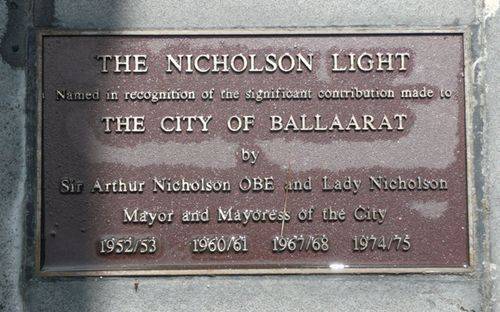 THE NICHOLSON LIGHT
Named in recognition of the significant contribution made to
THE CITY OF BALLAARAT
by
Sir Arthur Nicholson OBE and Lady Nicholson
Mayor and Mayoress of the City
1952/53 1960/61 1967/68 1974/75